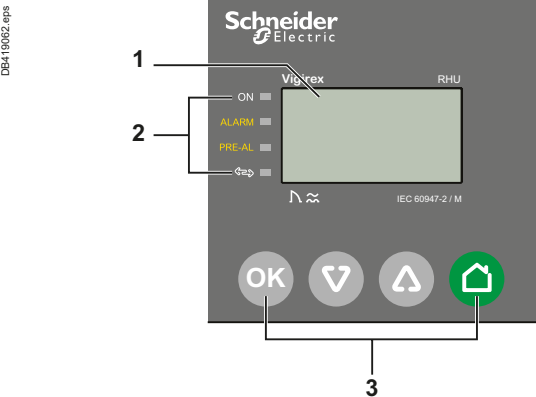 DB419062.eps
Schneider
Electric
1
Vigirex RHU
ON
ALARM
2
PRE-AL
IEC 60947-2 / M
OK
3